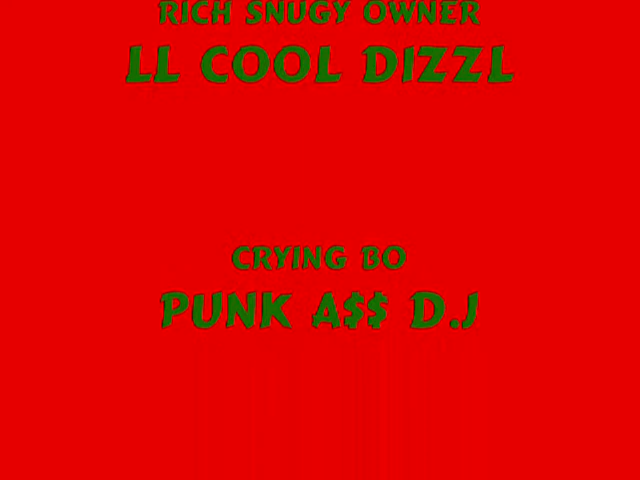 RICH SNUGY OWNER
LL COOL DIZZL
CRYING BO
PUNK A$$ D.J